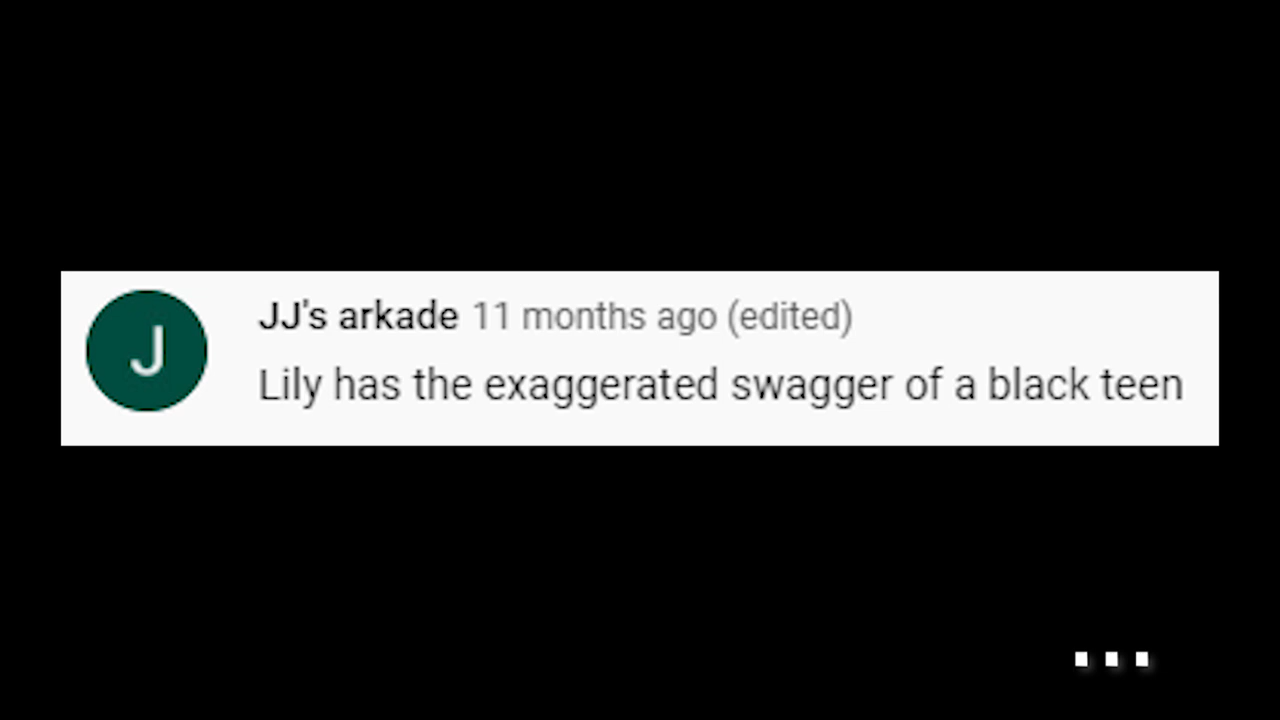 J
JJ's arkade 11 months ago (edited)
Lily has the exaggerated swagger of a black teen
...